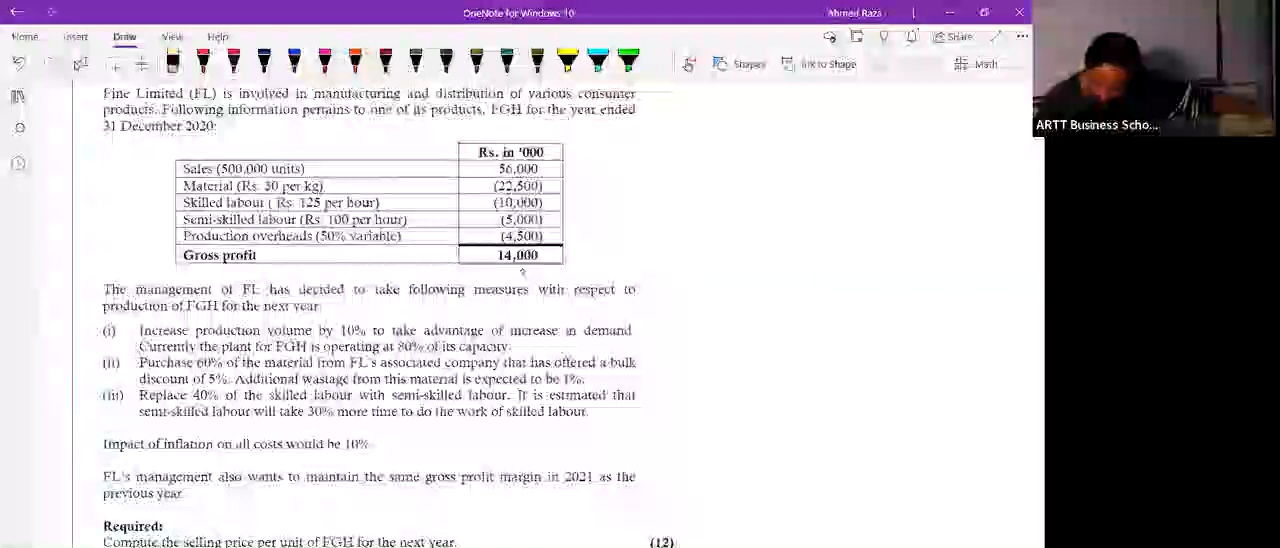 OneNote for Windows 10
Ahmed Raza
Home
Insert
Draw
View
Help
Share
Shapes
Ink to Shape
Math
ARTT Business Scho...
Fine Limited (FL) is involved in manufacturing and distribution of various consumer
products. Following information pertains to one of its products, FGH for the year ended
31 December 2020:
Rs. in '000
Sales (500,000 units) 56,000
Material (Rs. 30 per kg) (22,500)
Skilled labour ( Rs. 125 per hour) (10,000)
Semi-skilled labour (Rs. 100 per hour) (5,000)
Production overheads (50% variable) (4,500)
Gross profit 14,000
The management of FL has decided to take following measures with respect to
production of FGH for the next year:
(i) Increase production volume by 10% to take advantage of increase in demand.
Currently the plant for FGH is operating at 80% of its capacity.
(ii) Purchase 60% of the material from FL's associated company that has offered a bulk
discount of 5%. Additional wastage from this material is expected to be 1%.
(iii) Replace 40% of the skilled labour with semi-skilled labour. It is estimated that
semi-skilled labour will take 30% more time to do the work of skilled labour.
Impact of inflation on all costs would be 10%.
FL's management also wants to maintain the same gross profit margin in 2021 as the
previous year.
Required:
Compute the selling price per unit of FGH for the next year. (12)